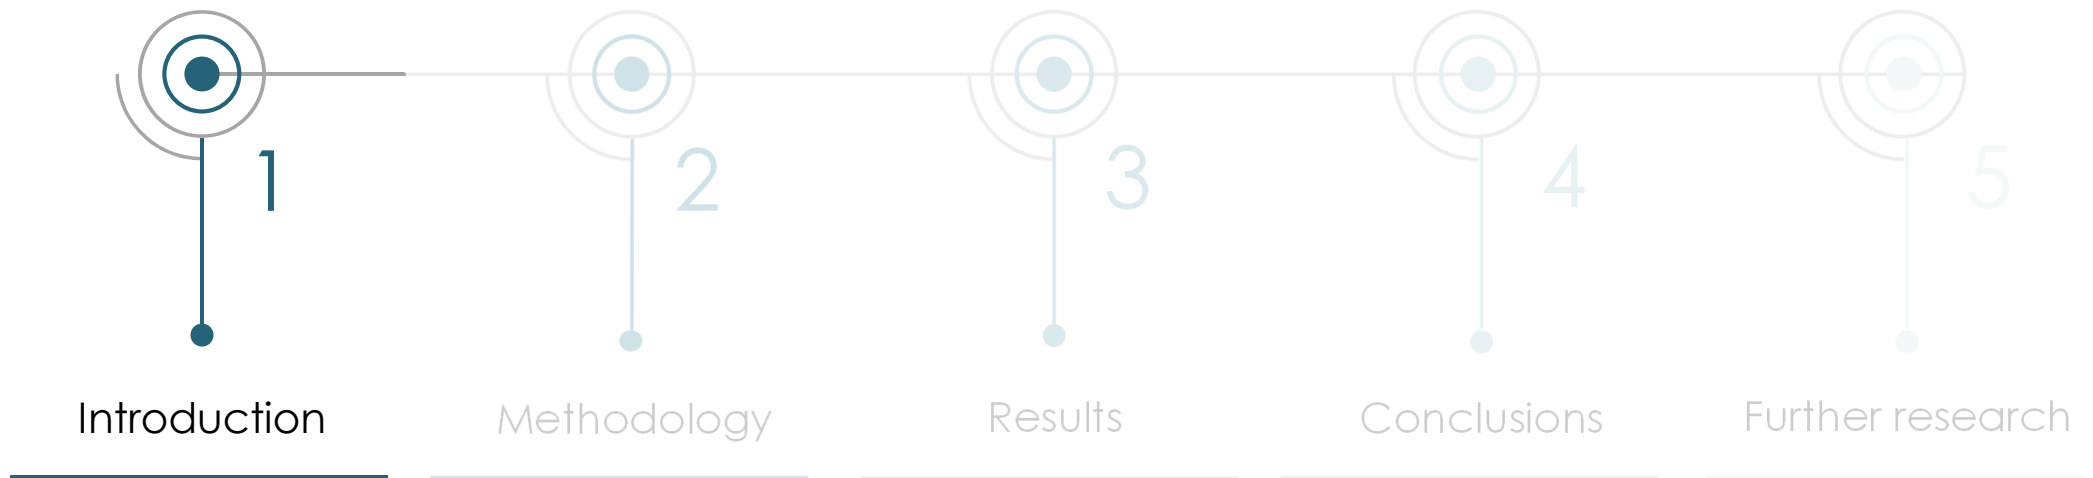 1
2
3
4
5
Introduction
Methodology
Results
Conclusions
Further research